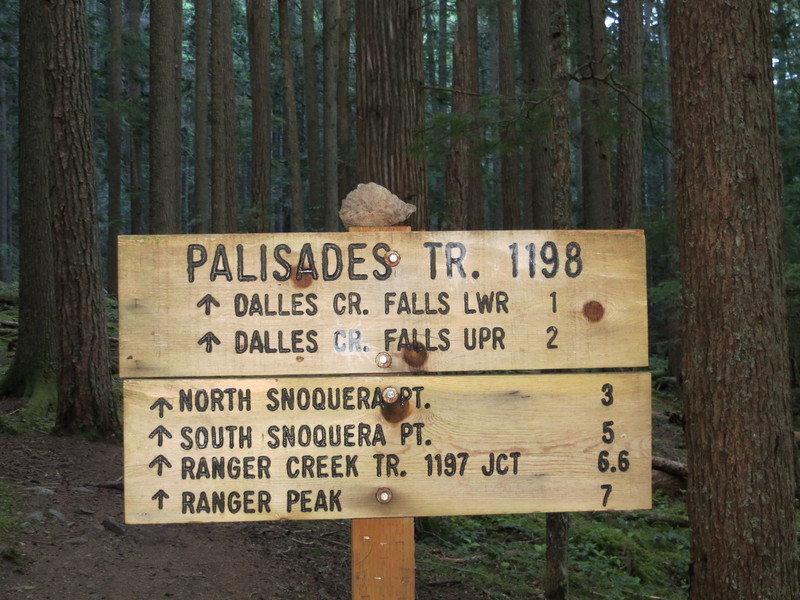 PALISADES TR. 1198
↑ DALLES CR. FALLS LWR 1
↑ DALLES CR. FALLS UPR 2
↑ NORTH SNOQUERA PT. 3
↑ SOUTH SNOQUERA PT. 5
↑ RANGER CREEK TR. 1197 JCT 6.6
↑ RANGER PEAK 7